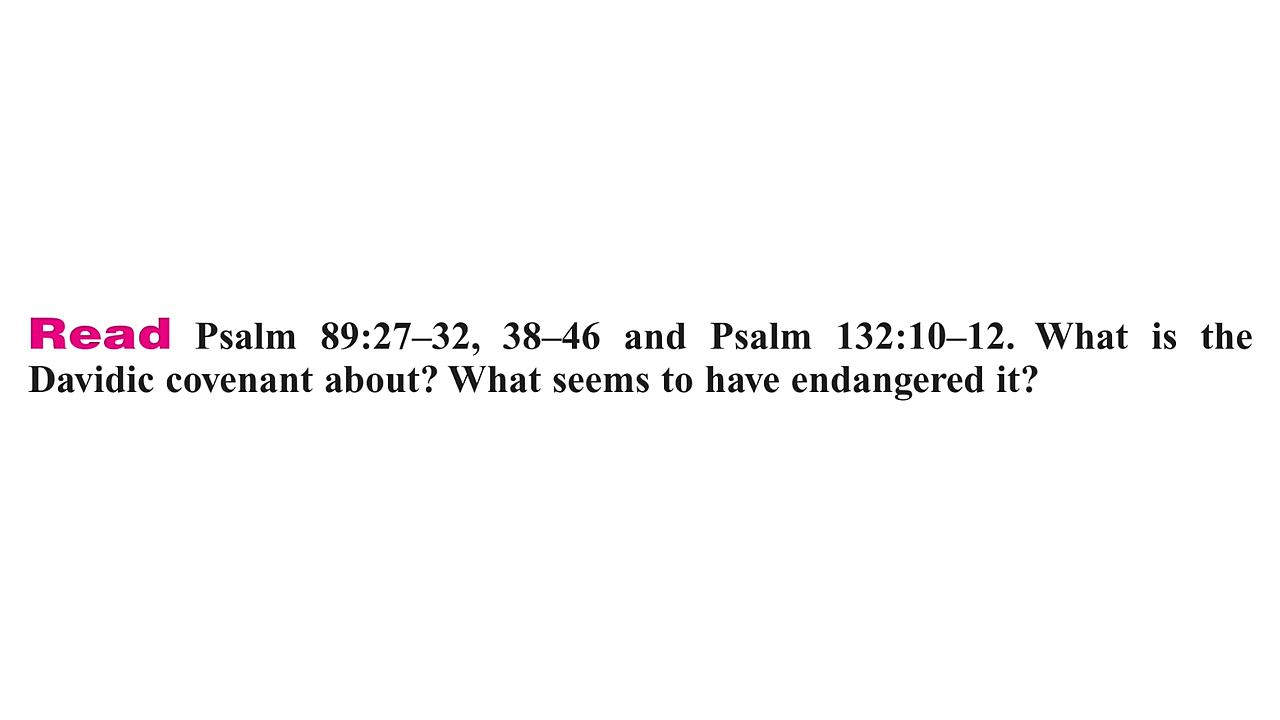 Read Psalm 89:27–32, 38–46 and Psalm 132:10–12. What is the
Davidic covenant about? What seems to have endangered it?